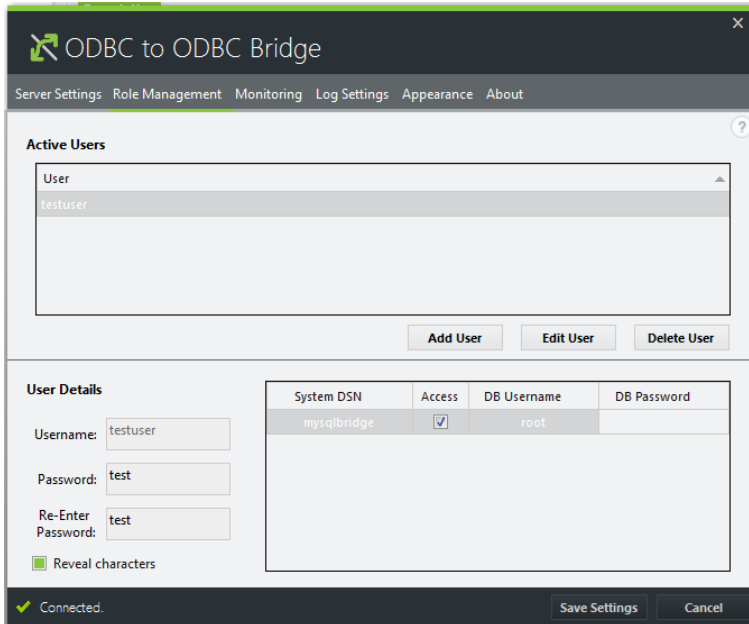 ODBC to ODBC Bridge
Server Settings Role Management Monitoring Log Settings Appearance About
?
Active Users
User
testuser
Add User Edit User Delete User
User Details
System DSN Access DB Username DB Password
mysqlbridge root
Username: testuser
Password: test
Re-Enter
Password: test
Reveal characters
Connected. Save Settings Cancel